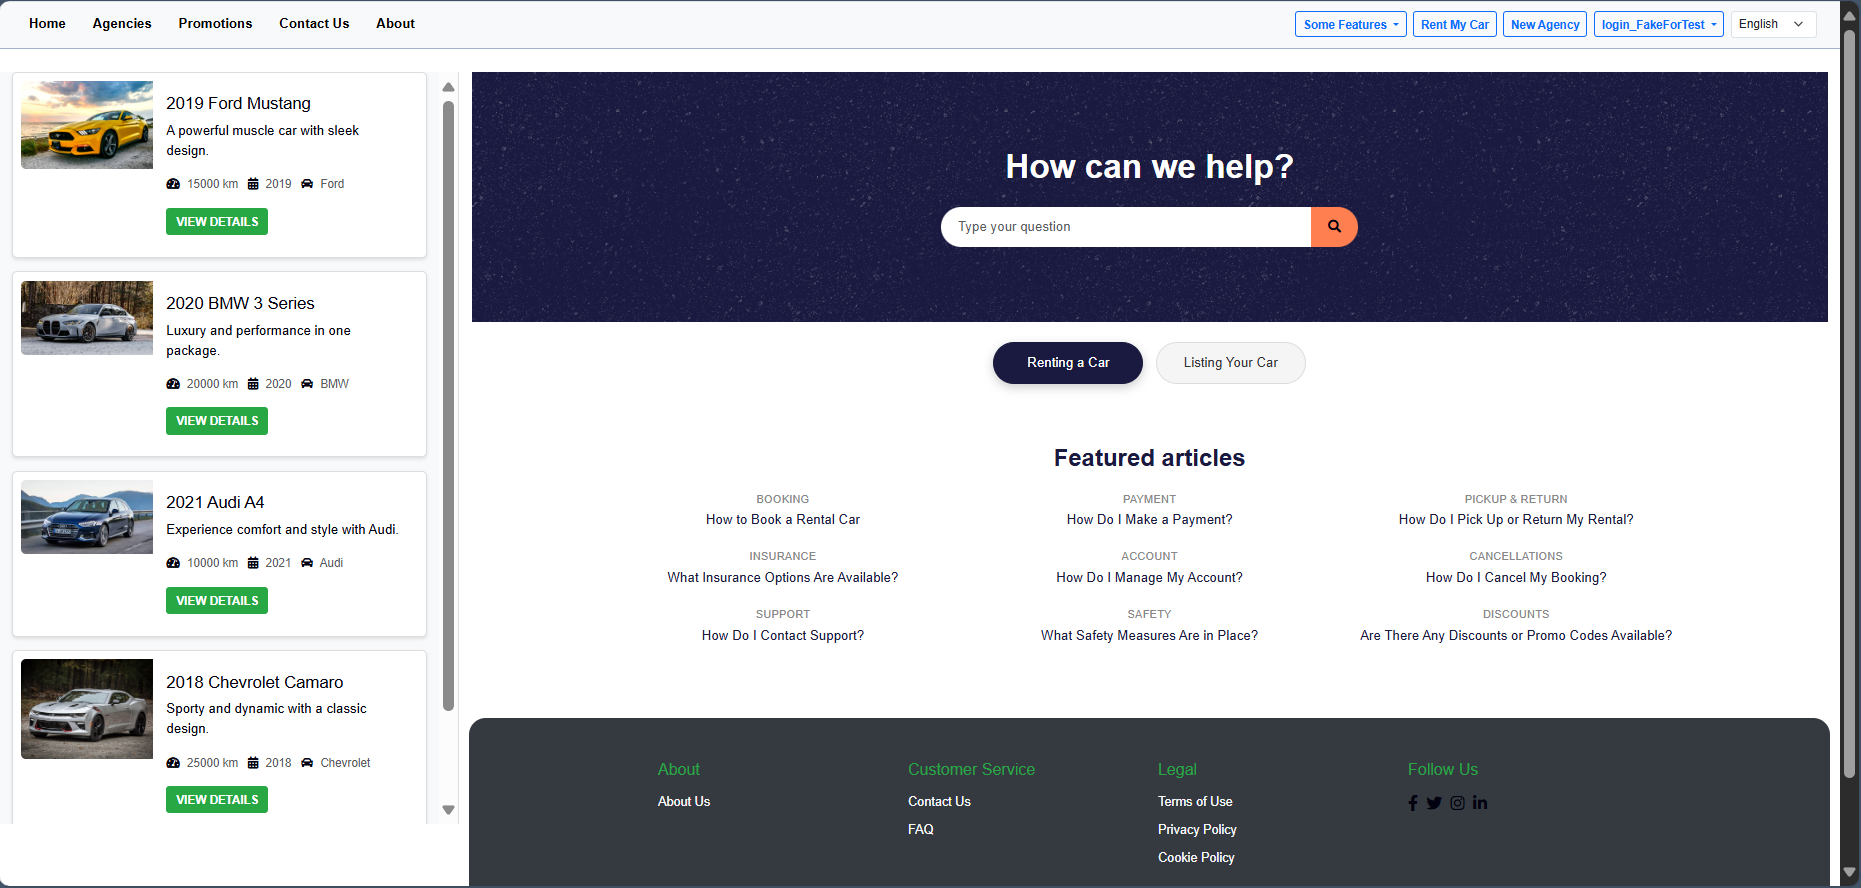 Home Agencies Promotions Contact Us About Some Features Rent My Car New Agency login_FakeForTest English
2019 Ford Mustang
A powerful muscle car with sleek
design.
15000 km 2019 Ford
VIEW DETAILS
2020 BMW 3 Series
Luxury and performance in one
package.
20000 km 2020 BMW
VIEW DETAILS
2021 Audi A4
Experience comfort and style with Audi.
10000 km 2021 Audi
VIEW DETAILS
2018 Chevrolet Camaro
Sporty and dynamic with a classic
design.
25000 km 2018 Chevrolet
VIEW DETAILS
How can we help?
Type your question
Renting a Car Listing Your Car
Featured articles
BOOKING
How to Book a Rental Car
PAYMENT
How Do I Make a Payment?
PICKUP & RETURN
How Do I Pick Up or Return My Rental?
INSURANCE
What Insurance Options Are Available?
ACCOUNT
How Do I Manage My Account?
CANCELLATIONS
How Do I Cancel My Booking?
SUPPORT
How Do I Contact Support?
SAFETY
What Safety Measures Are in Place?
DISCOUNTS
Are There Any Discounts or Promo Codes Available?
About
About Us
Customer Service
Contact Us
FAQ
Legal
Terms of Use
Privacy Policy
Cookie Policy
Follow Us